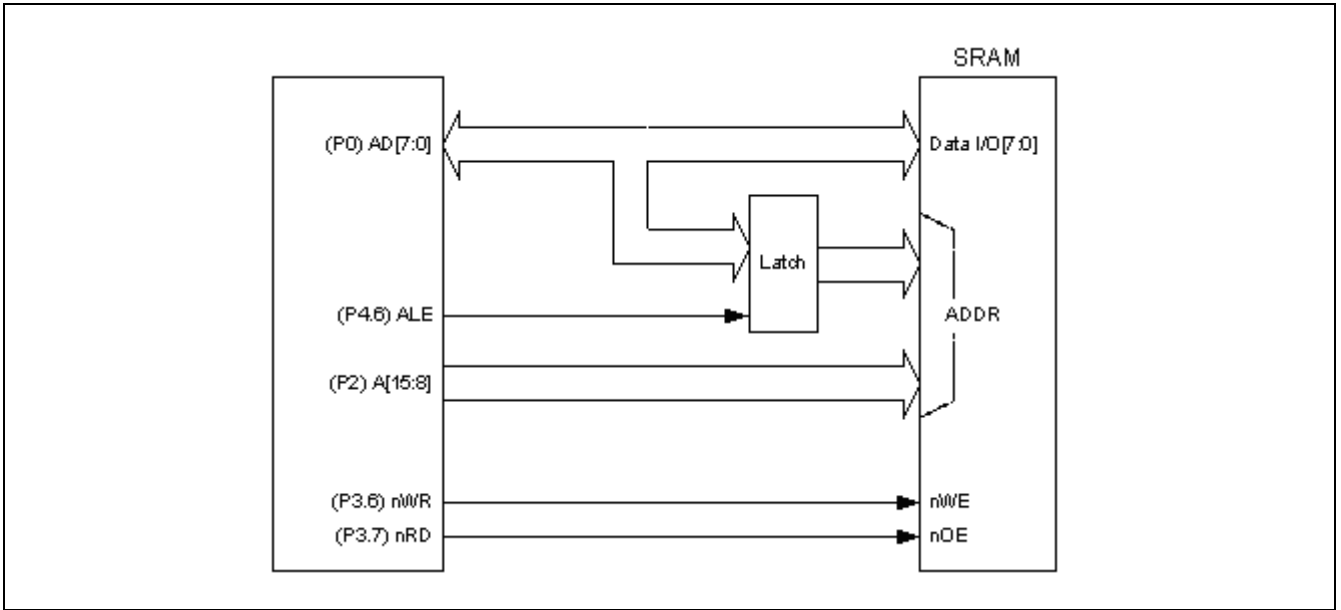 SRAM
(P0) AD[7:0]
Data I/O[7:0]
Latch
(P4.6) ALE
ADDR
(P2) A[15:8]
(P3.6) nWR
nWE
(P3.7) nRD
nOE